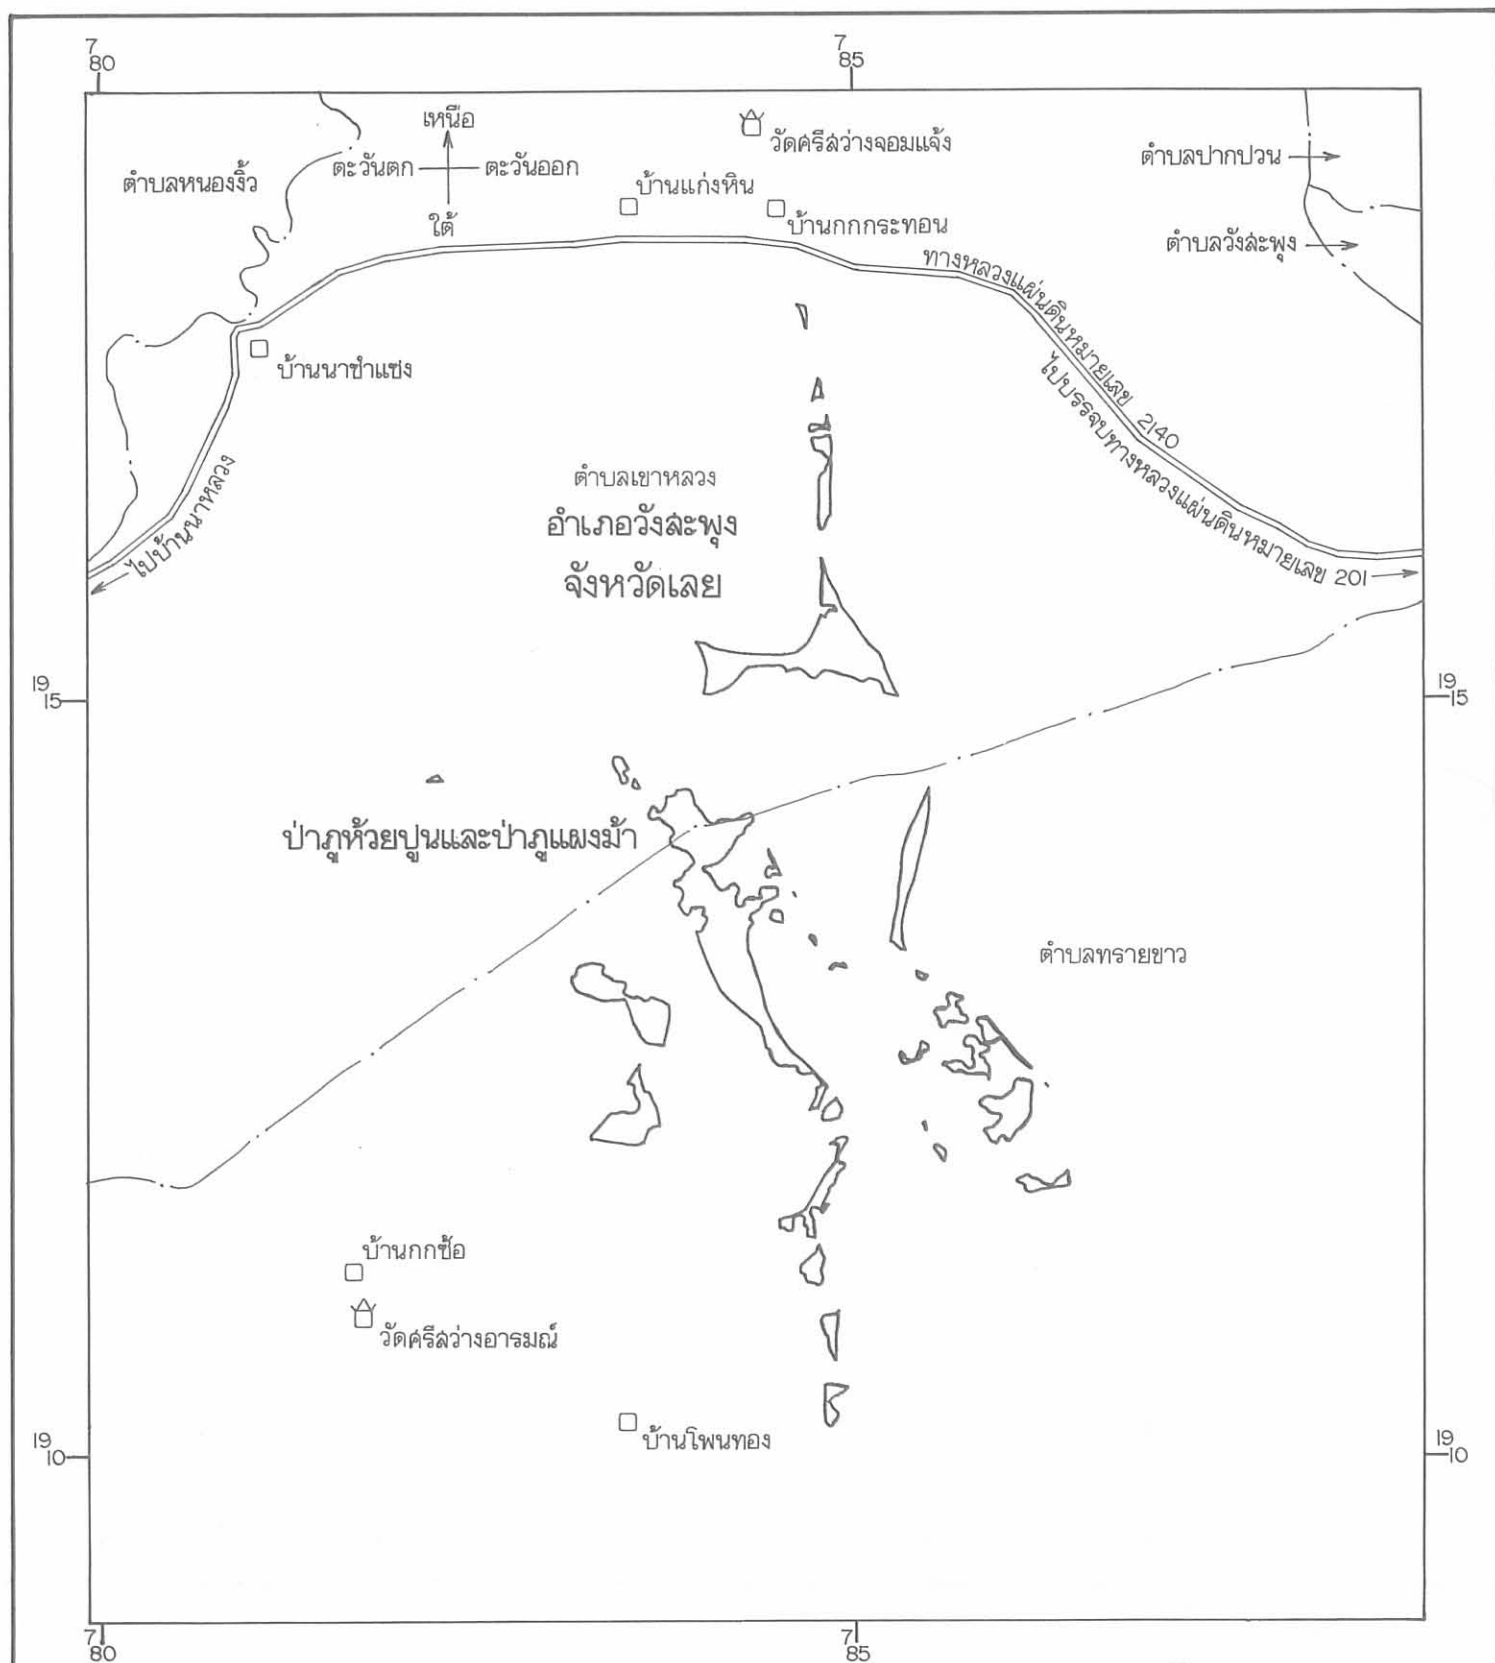 7
80
7
85
เหนือ
ตะวันตก
ตะวันออก
ใต้
ตำบลหนองงิ้ว
วัดศรีสว่างจอมแจ้ง
ตำบลปากปวน
บ้านแก่งหิน
บ้านกกกระทอน
ตำบลวังสะพุง
ทางหลวงแผ่นดินหมายเลข 2140
ไปบรรจบทางหลวงแผ่นดินหมายเลข 201
บ้านนาซำแซง
ไปบ้านนาหลวง
ตำบลเขาหลวง
อำเภอวังสะพุง
จังหวัดเลย
19
15
19
15
ป่าภูห้วยปูนและป่าภูแผงม้า
ตำบลทรายขาว
บ้านกกซ้อ
วัดศรีสว่างอารมณ์
บ้านโพนทอง
19
10
19
10
7
80
7
85